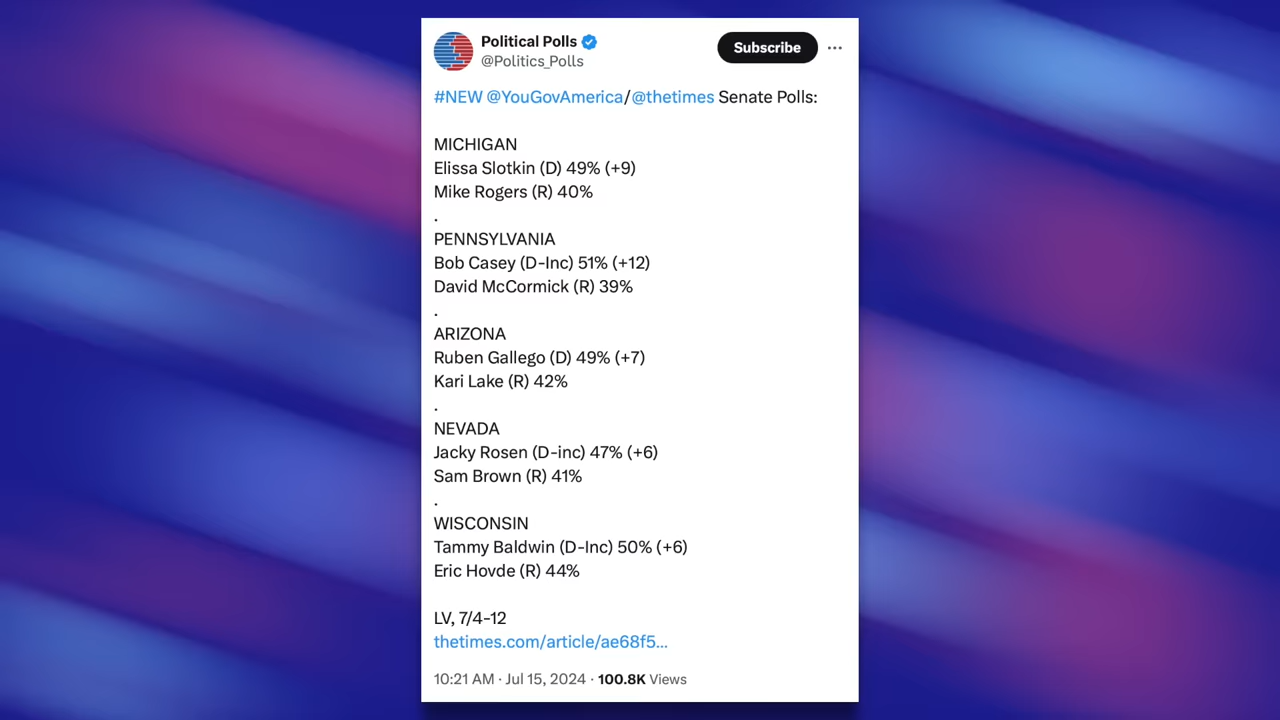 Political Polls
Subscribe
@Politics_Polls
#NEW @YouGovAmerica/@thetimes Senate Polls:
MICHIGAN
Elissa Slotkin (D) 49% (+9)
Mike Rogers (R) 40%
.
PENNSYLVANIA
Bob Casey (D-Inc) 51% (+12)
David McCormick (R) 39%
.
ARIZONA
Ruben Gallego (D) 49% (+7)
Kari Lake (R) 42%
.
NEVADA
Jacky Rosen (D-inc) 47% (+6)
Sam Brown (R) 41%
.
WISCONSIN
Tammy Baldwin (D-Inc) 50% (+6)
Eric Hovde (R) 44%
LV, 7/4-12
thetimes.com/article/ae68f5...
10:21 AM · Jul 15, 2024 · 100.8K Views